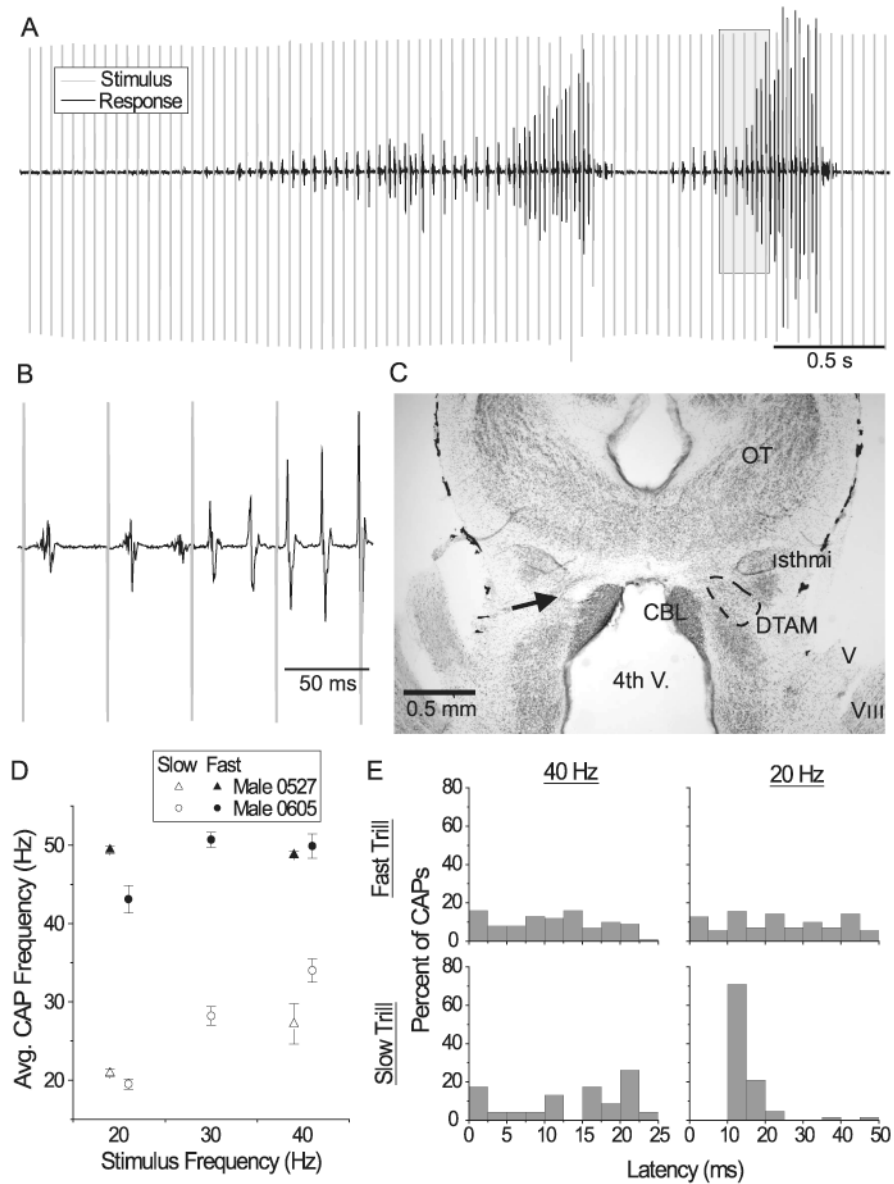 A
Stimulus
Response
0.5 s
B
50 ms
C
OT
isthmi
CBL
DTAM
4th V.
V
VIII
0.5 mm
D
Slow Fast
Male 0527
Male 0605
Avg. CAP Frequency (Hz)
50
40
30
20
20 30 40
Stimulus Frequency (Hz)
E
40 Hz 20 Hz
Fast Trill
Slow Trill
Percent of CAPs
80
60
40
20
0
80
60
40
20
0
0 5 10 15 20 25
0 10 20 30 40 50
Latency (ms)